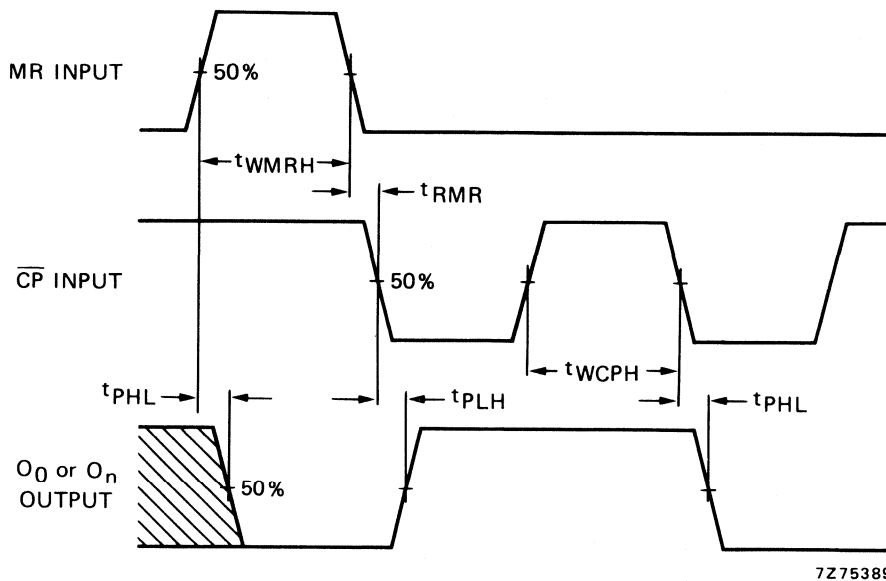 MR INPUT
50%
tWMRH
tRMR
CP INPUT
50%
tWCPH
tPHL
tPLH
tPHL
O0 or On
OUTPUT
50%
7Z75389